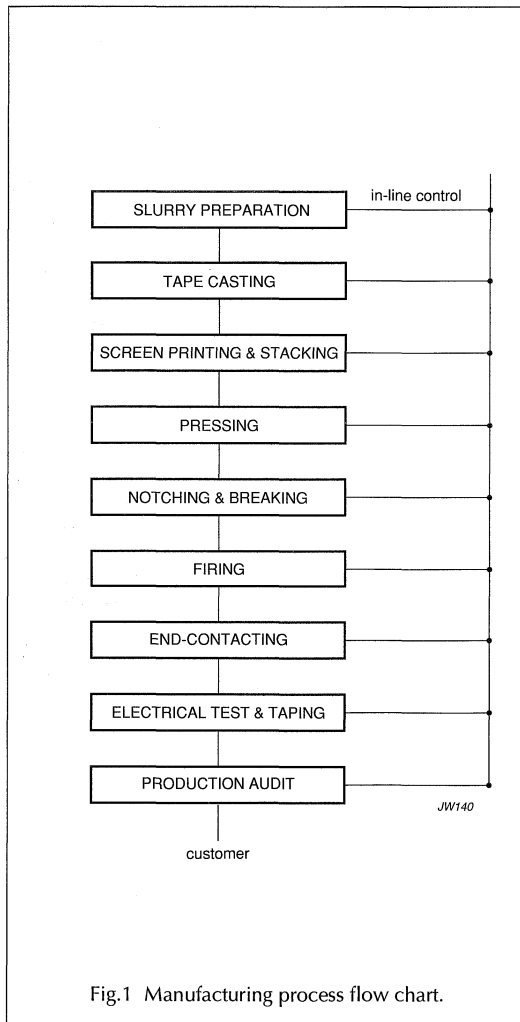 SLURRY PREPARATION
in-line control
TAPE CASTING
SCREEN PRINTING & STACKING
PRESSING
NOTCHING & BREAKING
FIRING
END-CONTACTING
ELECTRICAL TEST & TAPING
PRODUCTION AUDIT
JW140
customer
Fig.1 Manufacturing process flow chart.